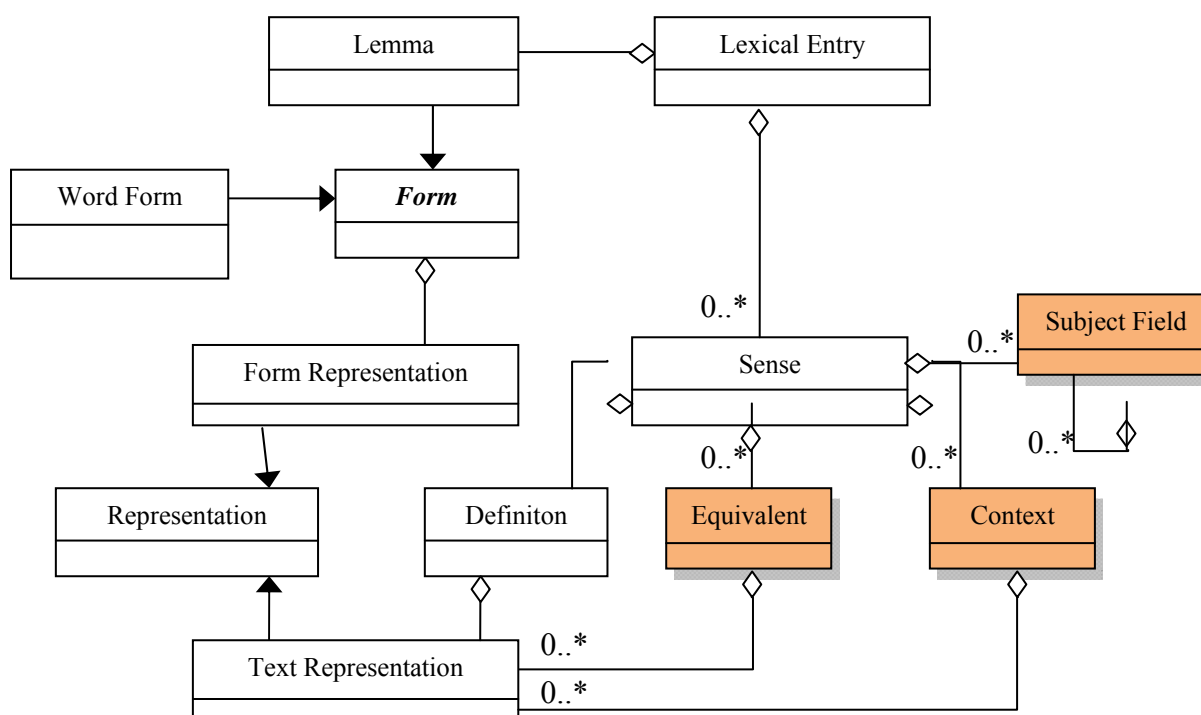 Lemma
Lexical Entry
Word Form
Form
0..*
Subject Field
0..*
Form Representation
Sense
0..*
0..*
0..*
Representation
Definiton
Equivalent
Context
0..*
Text Representation
0..*